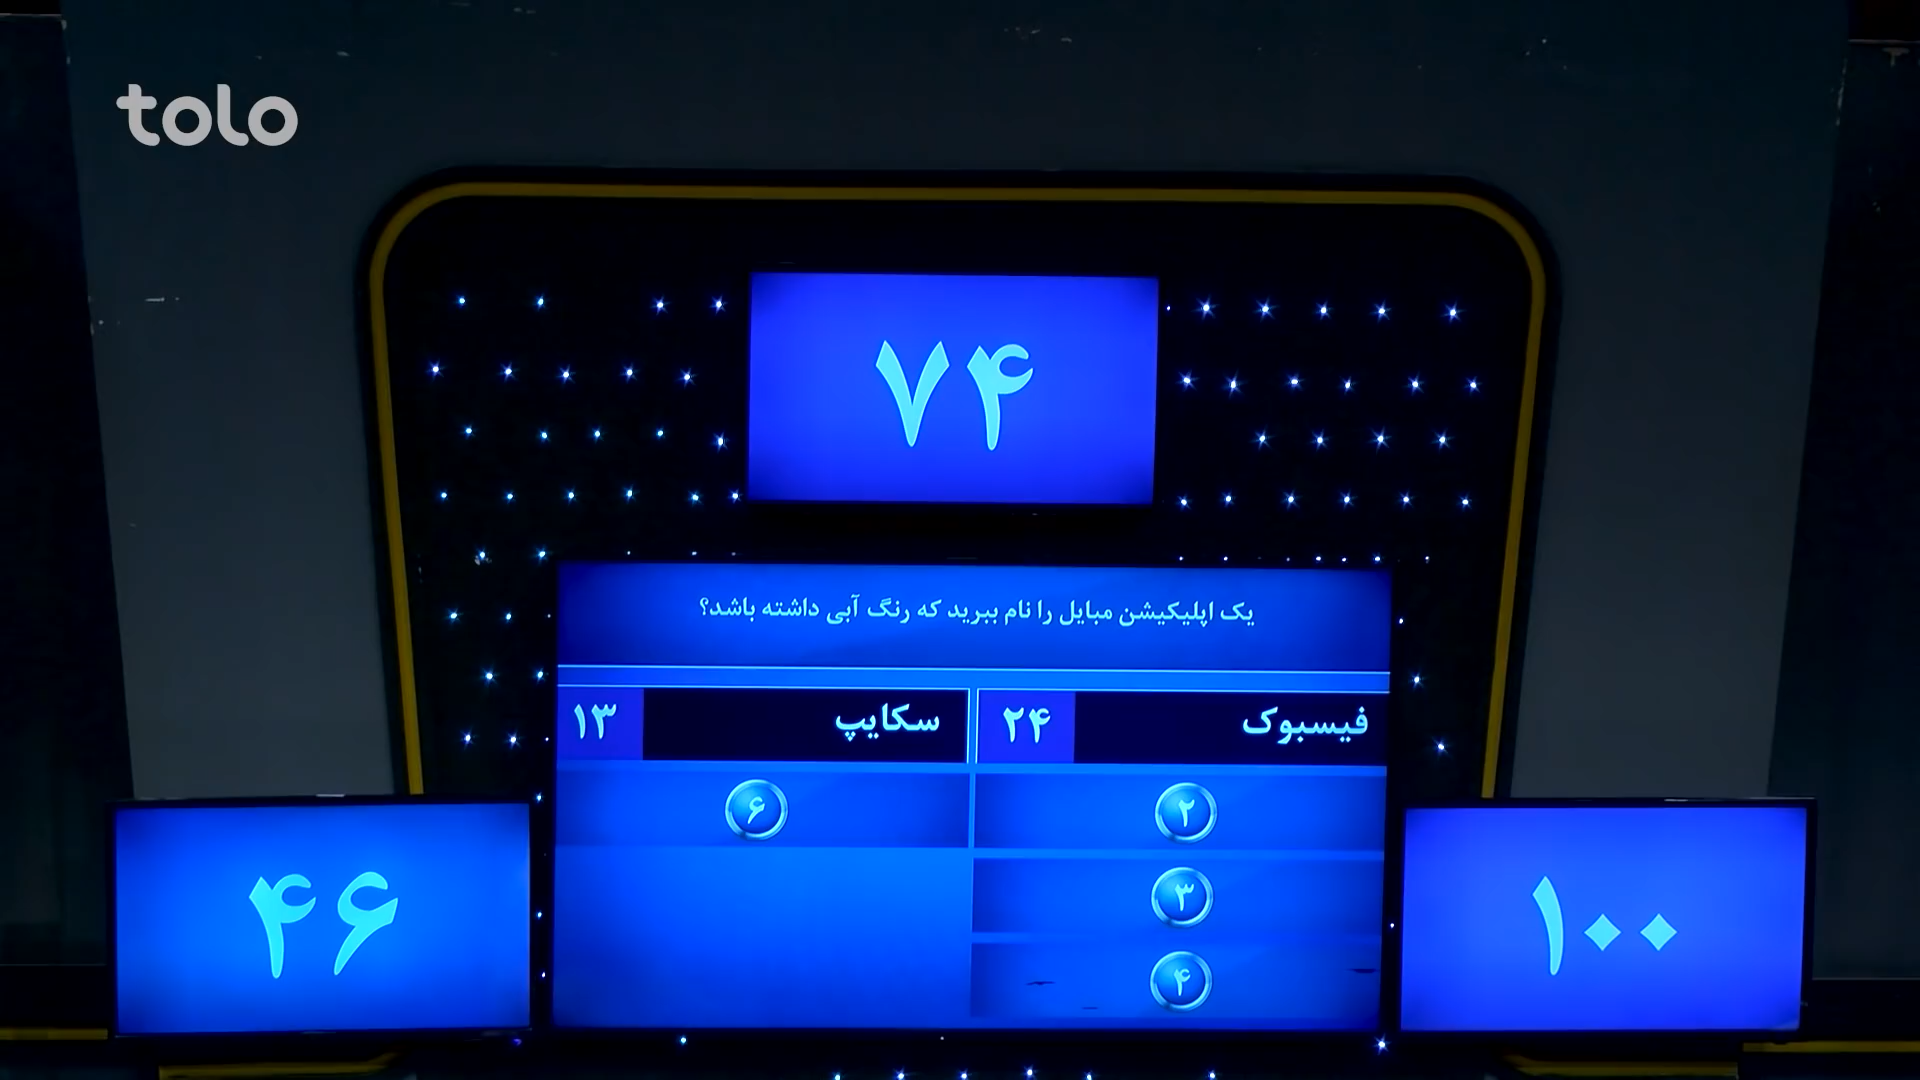 tolo
۷۴
یک اپلیکیشن مبایل را نام ببرید که رنگ آبی داشته باشد؟
فیسبوک ۲۴
سکایپ ۱۳
۲
۶
۳
۴
۴۶
۱۰۰